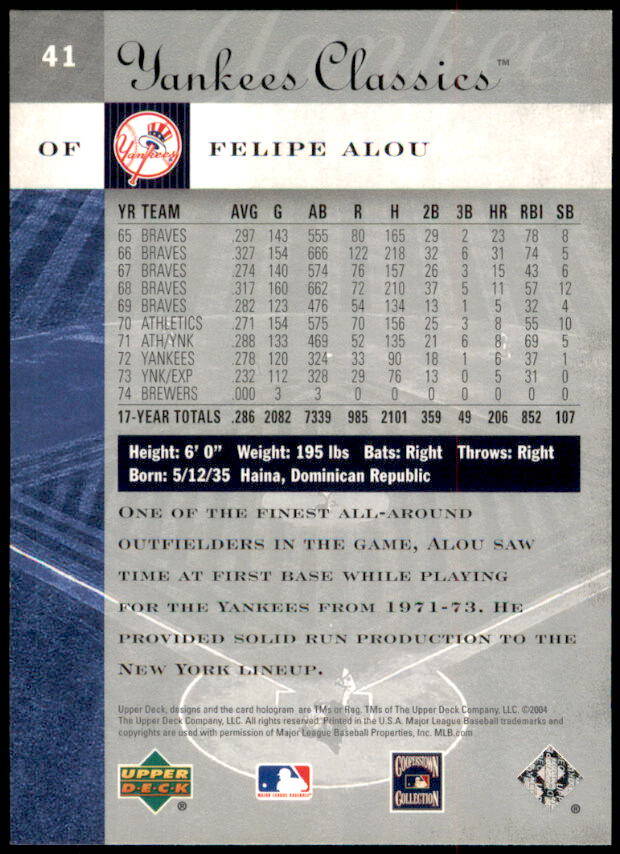 41
Yankees Classics™
OF Yankees FELIPE ALOU
YR TEAM AVG G AB R H 2B 3B HR RBI SB
65 BRAVES .297 143 555 80 165 29 2 23 78 8
66 BRAVES .327 154 666 122 218 32 6 31 74 5
67 BRAVES .274 140 574 76 157 26 3 15 43 6
68 BRAVES .317 160 662 72 210 37 5 11 57 12
69 BRAVES .282 123 476 54 134 13 1 5 32 4
70 ATHLETICS .271 154 575 70 156 25 3 8 55 10
71 ATH/YNK .288 133 469 52 135 21 6 8 69 5
72 YANKEES .278 120 324 33 90 18 1 6 37 1
73 YNK/EXP .232 112 328 29 76 13 0 5 31 0
74 BREWERS .000 3 3 0 0 0 0 0 0 0
17-YEAR TOTALS .286 2082 7339 985 2101 359 49 206 852 107
Height: 6' 0" Weight: 195 lbs Bats: Right Throws: Right
Born: 5/12/35 Haina, Dominican Republic
ONE OF THE FINEST ALL-AROUND
OUTFIELDERS IN THE GAME, ALOU SAW
TIME AT FIRST BASE WHILE PLAYING
FOR THE YANKEES FROM 1971-73. HE
PROVIDED SOLID RUN PRODUCTION TO THE
NEW YORK LINEUP.
Upper Deck, designs and the card hologram are TMs or Reg. TMs of The Upper Deck Company, LLC. ©2004
The Upper Deck Company, LLC. All rights reserved. Printed in the U.S.A. Major League Baseball trademarks and
copyrights are used with permission of Major League Baseball Properties, Inc. MLB.com
UPPER DECK ®
MAJOR LEAGUE BASEBALL
COOPERSTOWN COLLECTION
®